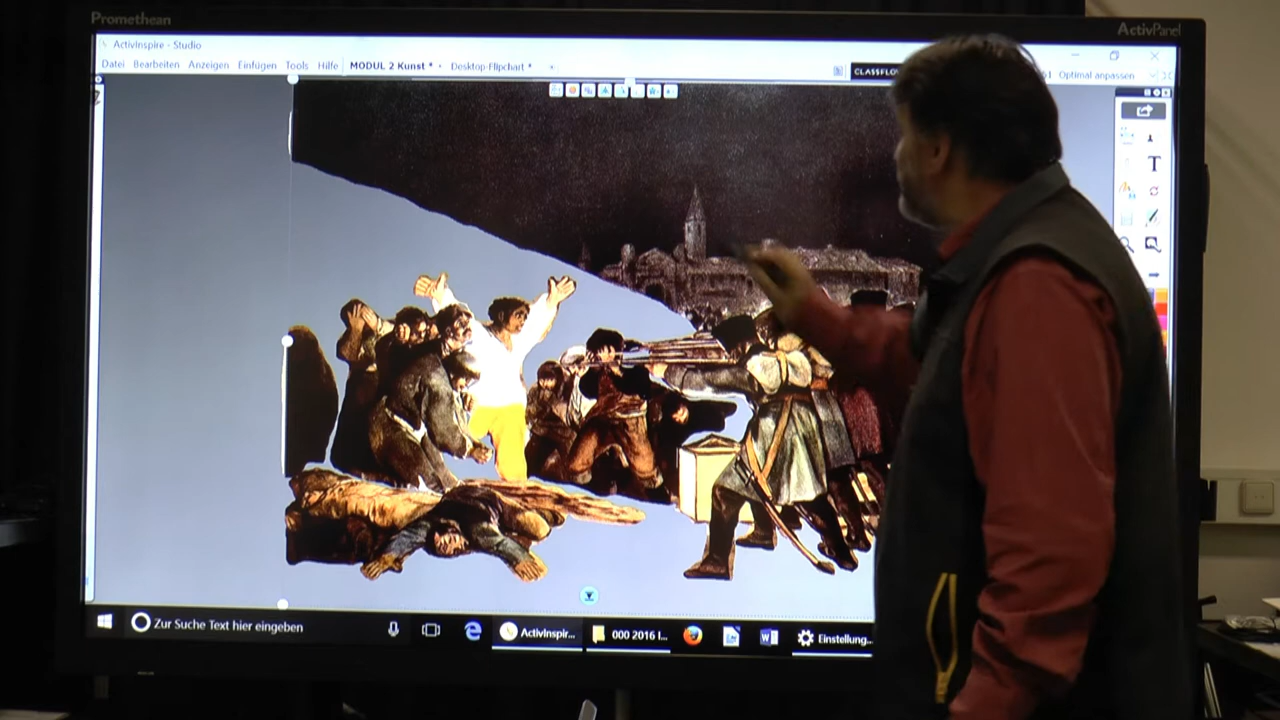 Promethean
ActivPanel
ActivInspire - Studio
Datei Bearbeiten Anzeigen Einfügen Tools Hilfe MODUL 2 Kunst * Desktop-Flipchart * Optimal anpassen
T
Zur Suche Text hier eingeben
ActivInspir... 000 2016 I... Einstellung...